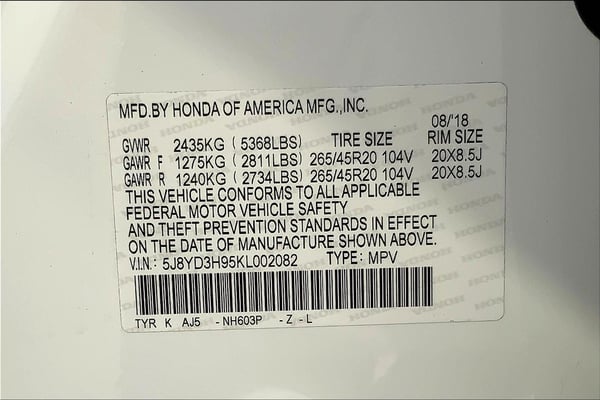 MFD.BY HONDA OF AMERICA MFG.,INC.
08/'18
GVWR 2435KG ( 5368LBS) TIRE SIZE RIM SIZE
GAWR F 1275KG ( 2811LBS) 265/45R20 104V 20X8.5J
GAWR R 1240KG ( 2734LBS) 265/45R20 104V 20X8.5J
THIS VEHICLE CONFORMS TO ALL APPLICABLE
FEDERAL MOTOR VEHICLE SAFETY
AND THEFT PREVENTION STANDARDS IN EFFECT
ON THE DATE OF MANUFACTURE SHOWN ABOVE.
V.I.N: 5J8YD3H95KL002082 TYPE: MPV
TYR K AJ5 -NH603P -Z-L